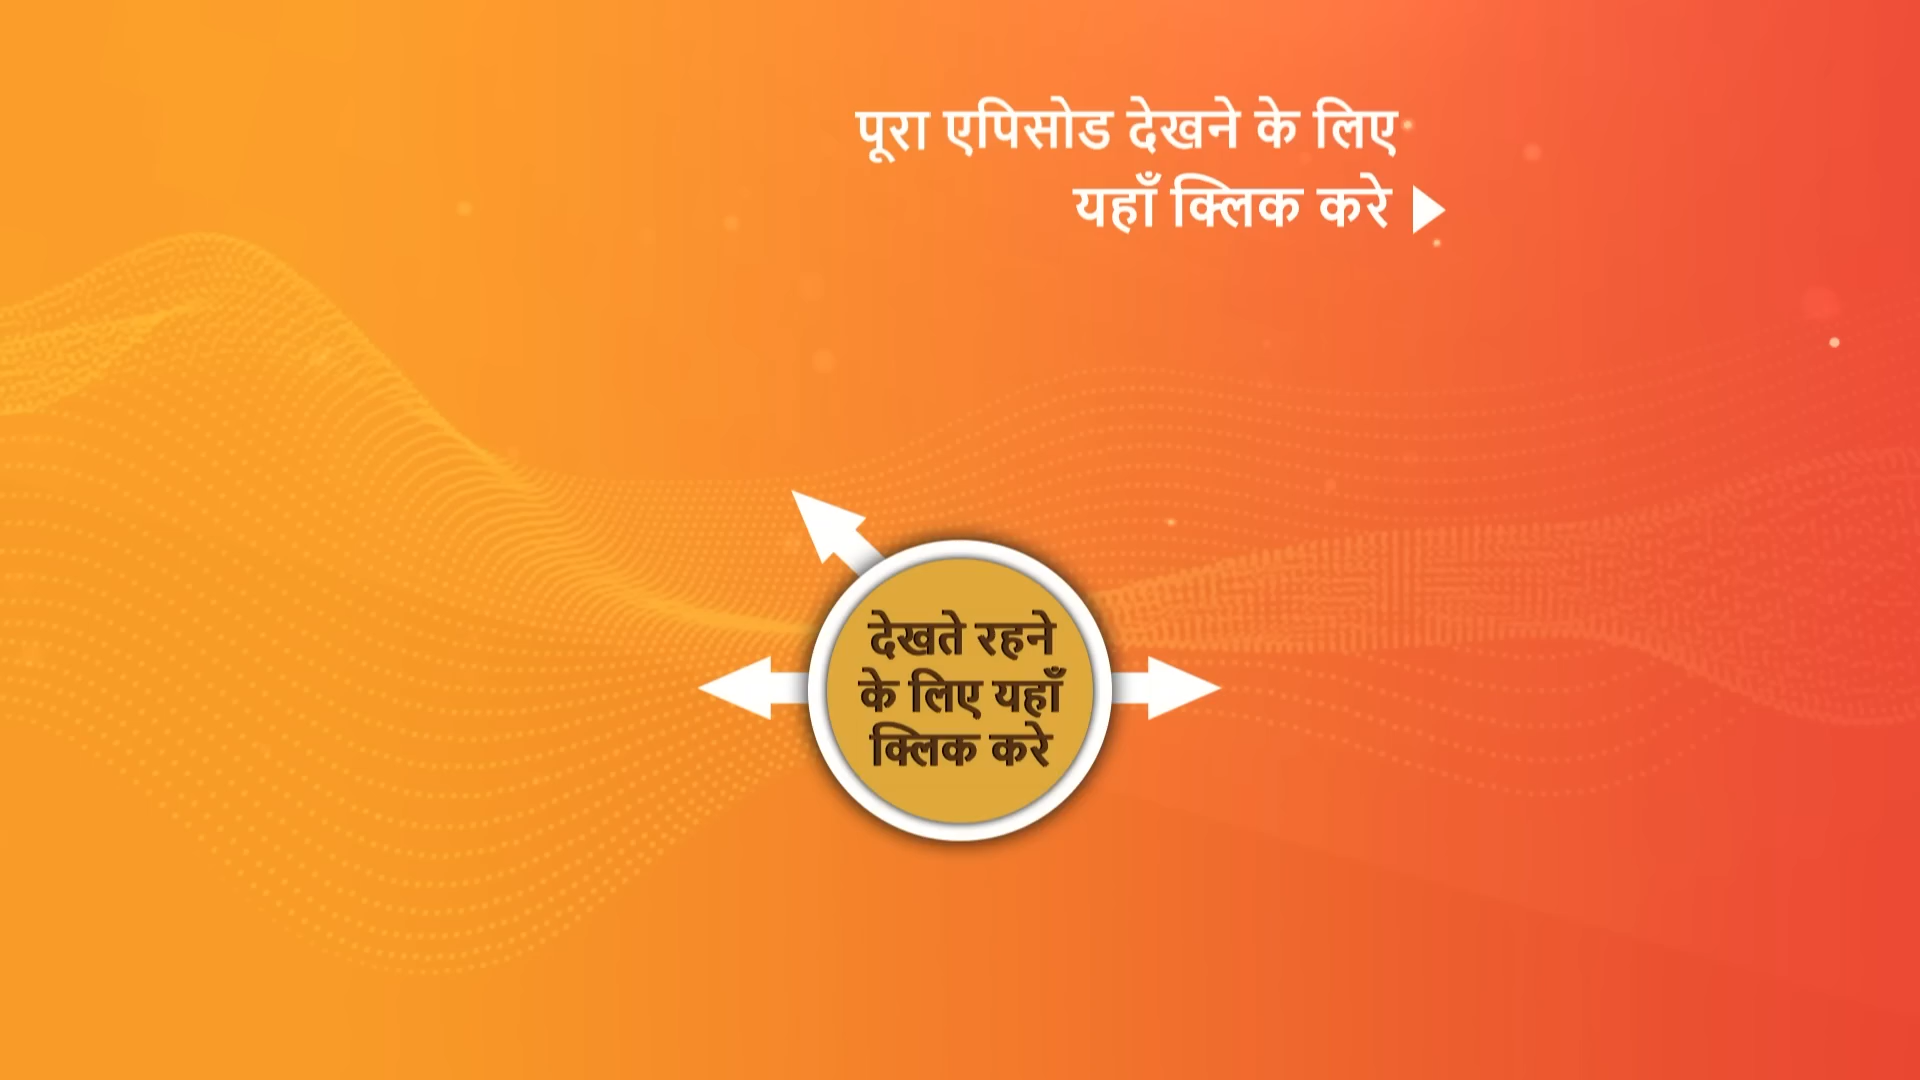 पूरा एपिसोड देखने के लिए
यहाँ क्लिक करे
देखते रहने
के लिए यहाँ
क्लिक करे